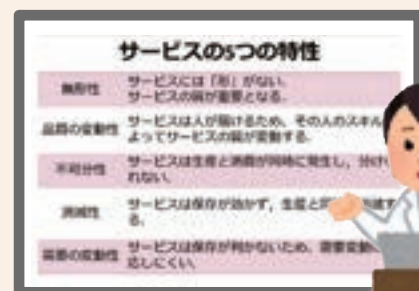 サービスの5つの特性
無形性
サービスには「形」がない。
サービスの質が重要となる。
品質の変動性
サービスは人が届けるため、その人のスキル
よってサービスの質が変動する。
不可分性
サービスは生産と消費が同時に発生し，分け
れない。
消滅性
サービスは保存が効かず，生産と
る。
需要の変動性
サービスは保存が利かないため、需要変動
応しにくい。